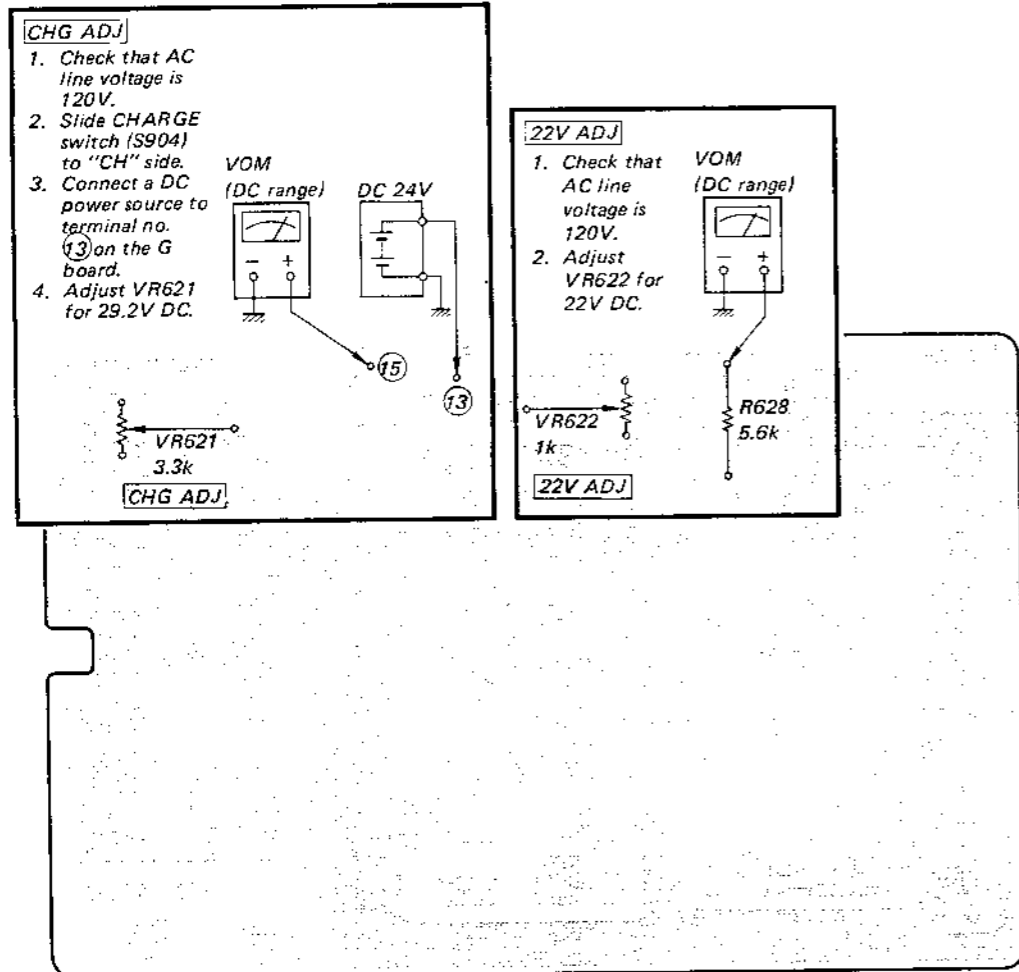 CHG ADJ
1. Check that AC
line voltage is
120V.
2. Slide CHARGE
switch (S904)
to "CH" side.
3. Connect a DC
power source to
terminal no.
13 on the G
board.
4. Adjust VR621
for 29.2V DC.
VOM
(DC range)
- +
DC 24V
15
13
VR621
3.3k
CHG ADJ
22V ADJ
1. Check that
AC line
voltage is
120V.
2. Adjust
VR622 for
22V DC.
VOM
(DC range)
- +
VR622
1k
R628
5.6k
22V ADJ